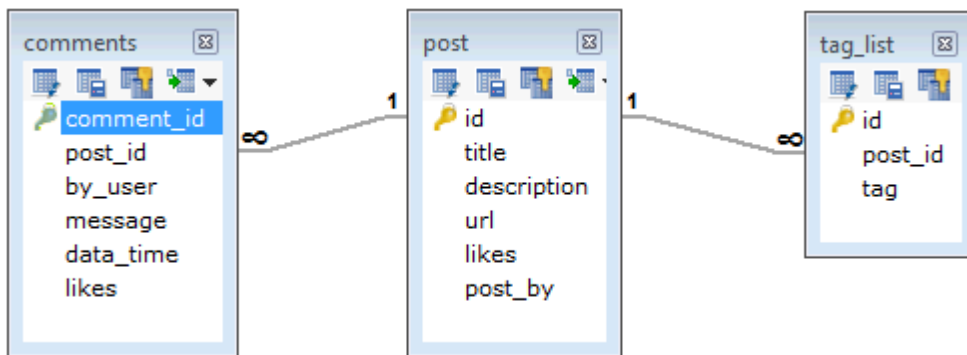 comments
comment_id
post_id
by_user
message
data_time
likes
∞
1
post
id
title
description
url
likes
post_by
1
∞
tag_list
id
post_id
tag